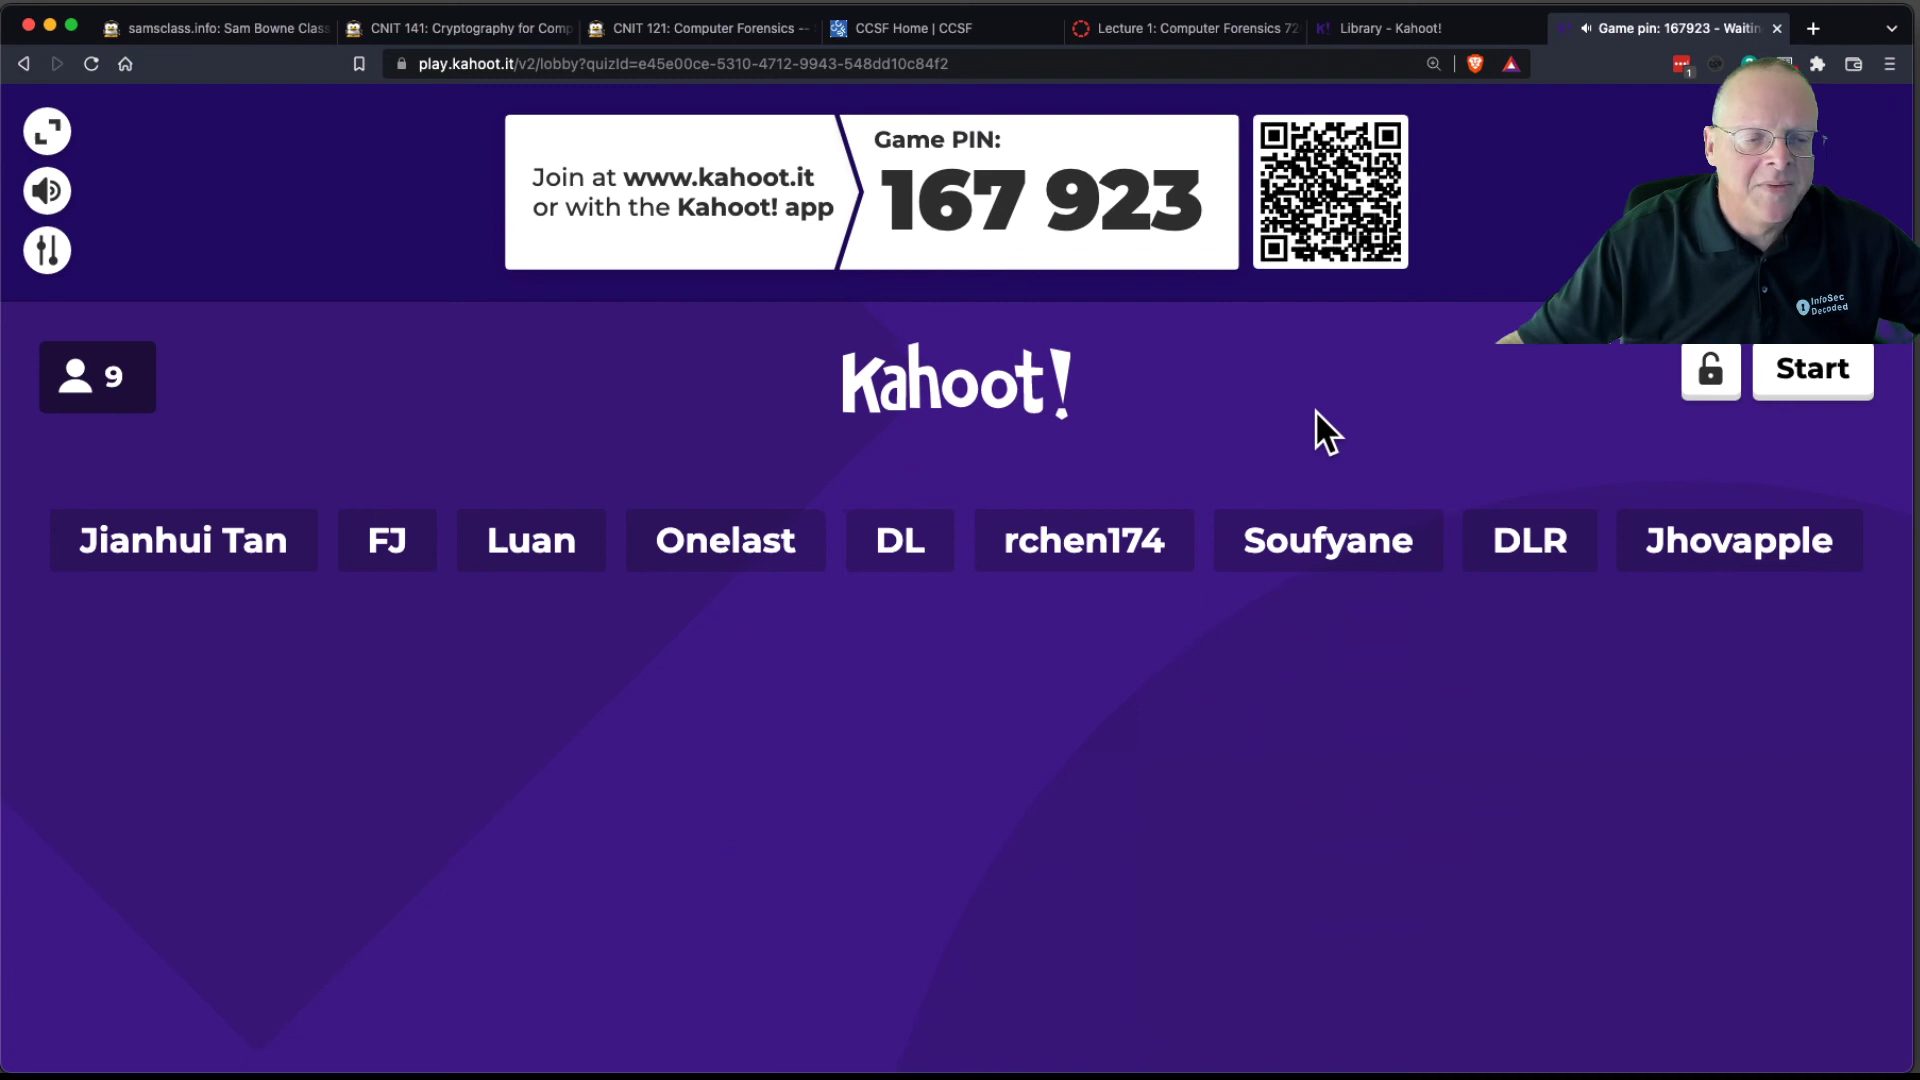 samsclass.info: Sam Bowne Class
CNIT 141: Cryptography for Comp
CNIT 121: Computer Forensics --
CCSF Home | CCSF
Lecture 1: Computer Forensics 72
Library - Kahoot!
Game pin: 167923 - Waitin
play.kahoot.it/v2/lobby?quizId=e45e00ce-5310-4712-9943-548dd10c84f2
1
Join at www.kahoot.it
or with the Kahoot! app
Game PIN:
167 923
InfoSec
Decoded
9
Kahoot!
Start
Jianhui Tan
FJ
Luan
Onelast
DL
rchen174
Soufyane
DLR
Jhovapple